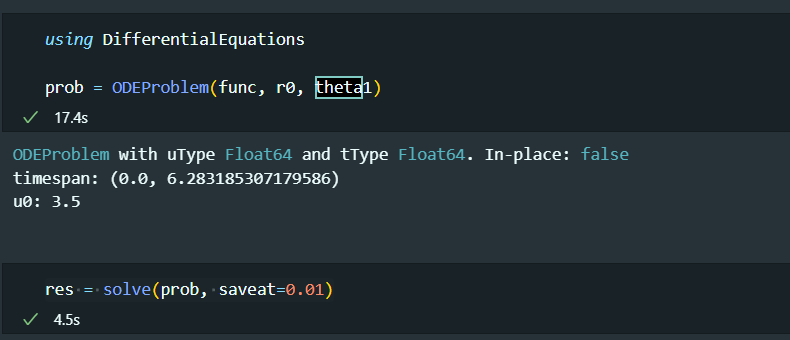 using DifferentialEquations
prob = ODEProblem(func, r0, theta1)
17.4s
ODEProblem with uType Float64 and tType Float64. In-place: false
timespan: (0.0, 6.283185307179586)
u0: 3.5
res = solve(prob, saveat=0.01)
4.5s